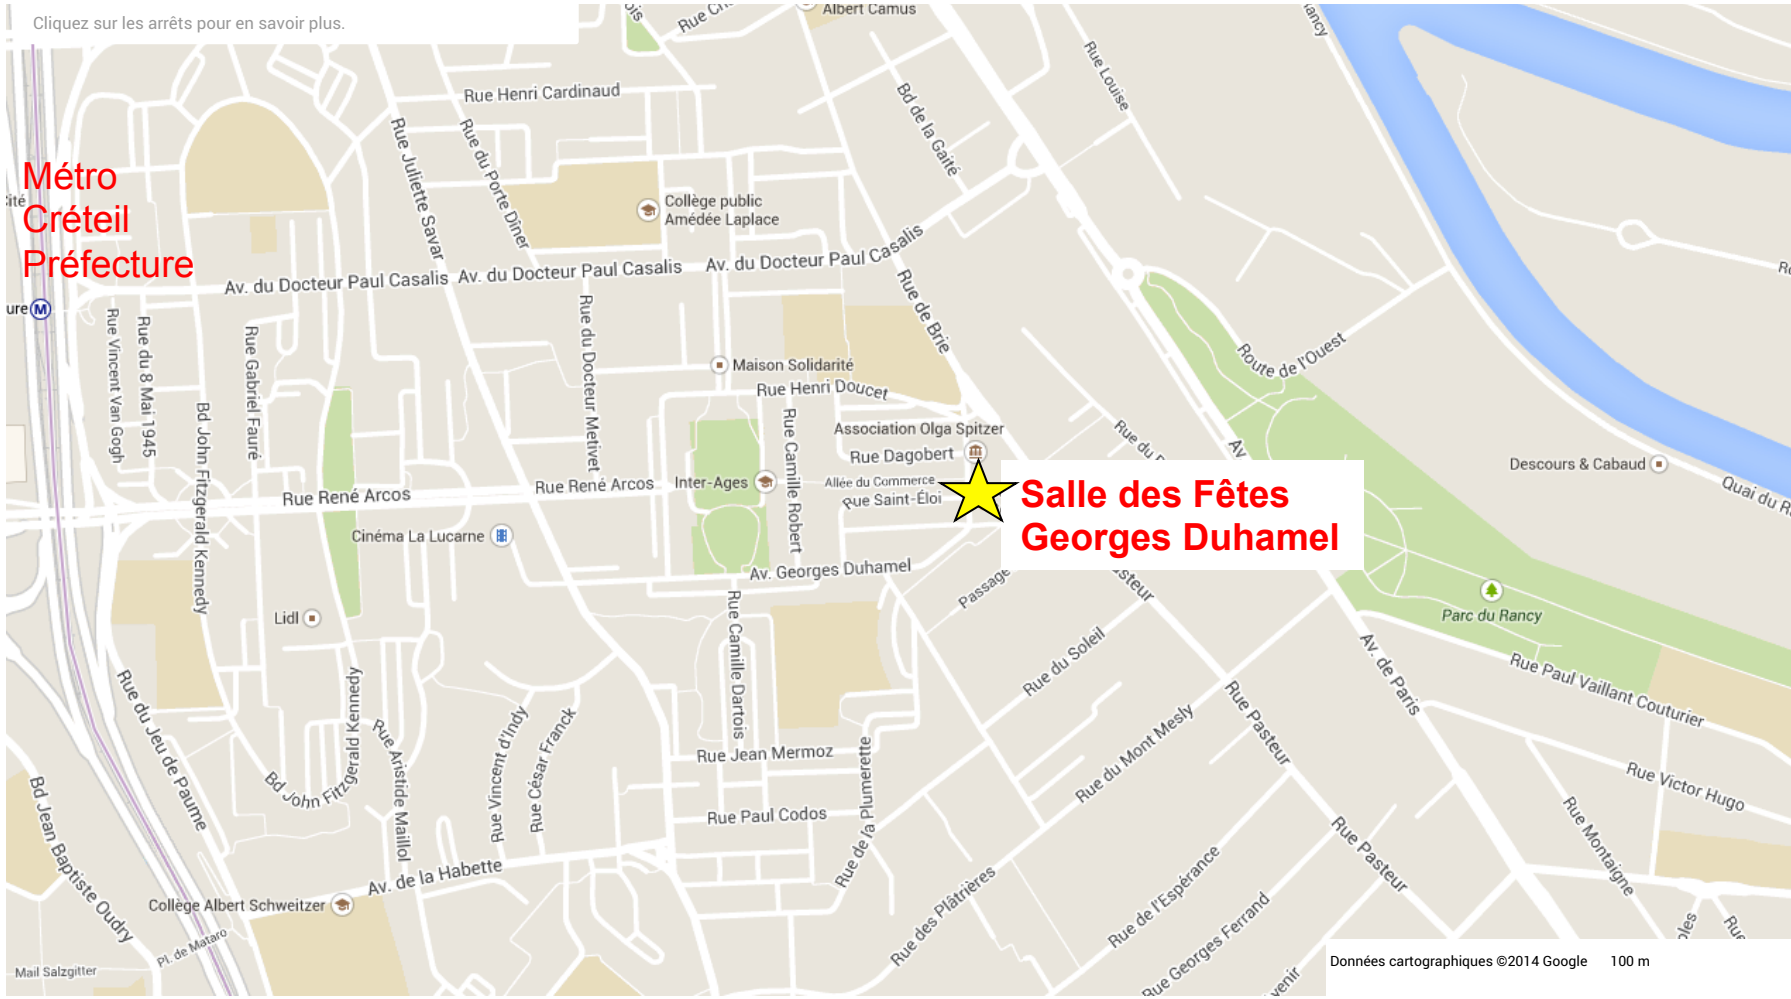 Cliquez sur les arrêts pour en savoir plus.
Albert Camus
Rue Louise
Rue Henri Cardinaud
Bd de la Gaité
Rue Juliette Savar
Rue du Porte Dîner
Métro
Créteil
Préfecture
Collège public
Amédée Laplace
Av. du Docteur Paul Casalis
Av. du Docteur Paul Casalis
Av. du Docteur Paul Casalis
ure
M
Rue Vincent Van Gogh
Rue du 8 Mai 1945
Rue Gabriel Fauré
Bd John Fitzgerald Kennedy
Rue du Docteur Metivet
Rue de Brie
Route de l'Ouest
Maison Solidarité
Rue Henri Doucet
Rue Camille Robert
Association Olga Spitzer
Rue Dagobert
Allée du Commerce
Rue Saint-Éloi
Rue René Arcos
Rue René Arcos
Inter-Ages
Cinéma La Lucarne
Salle des Fêtes
Georges Duhamel
Descours & Cabaud
Quai du R
Av. Georges Duhamel
Passage
steur
Parc du Rancy
Lidl
Rue Camille Dartois
Rue du Soleil
Av. de Paris
Rue Paul Vaillant Couturier
Rue du Jeu de Paume
Bd John Fitzgerald Kennedy
Rue Aristide Maillol
Rue Vincent d'Indy
Rue César Franck
Rue Jean Mermoz
Rue de la Plumerette
Rue du Mont Mesly
Rue Pasteur
Rue Victor Hugo
Rue Paul Codos
Rue Pasteur
Rue Montaigne
Bd Jean Baptiste Oudry
Av. de la Habette
Collège Albert Schweitzer
Rue des Plâtrières
Rue de l'Espérance
Rue Georges Ferrand
Pl. de Mataro
Mail Salzgitter
Données cartographiques ©2014 Google 100 m